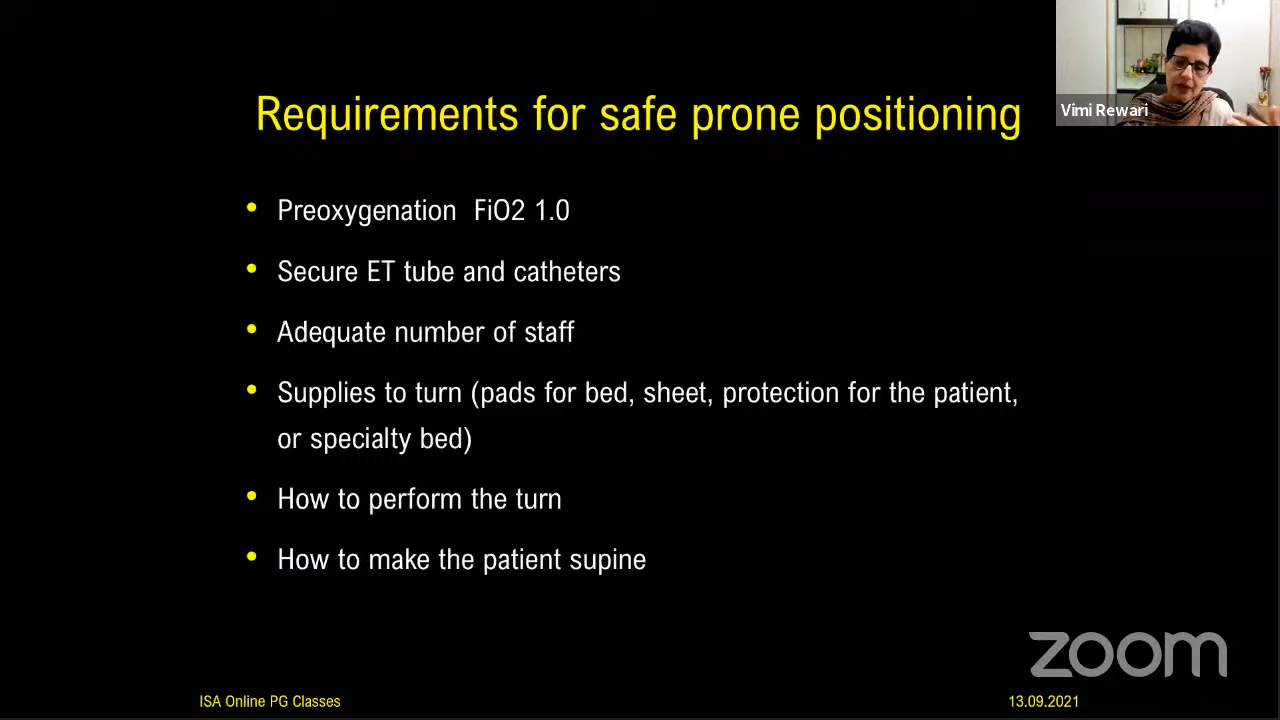 Vimi Rewari
Requirements for safe prone positioning
• Preoxygenation FiO2 1.0
• Secure ET tube and catheters
• Adequate number of staff
• Supplies to turn (pads for bed, sheet, protection for the patient,
or specialty bed)
• How to perform the turn
• How to make the patient supine
zoom
ISA Online PG Classes
13.09.2021